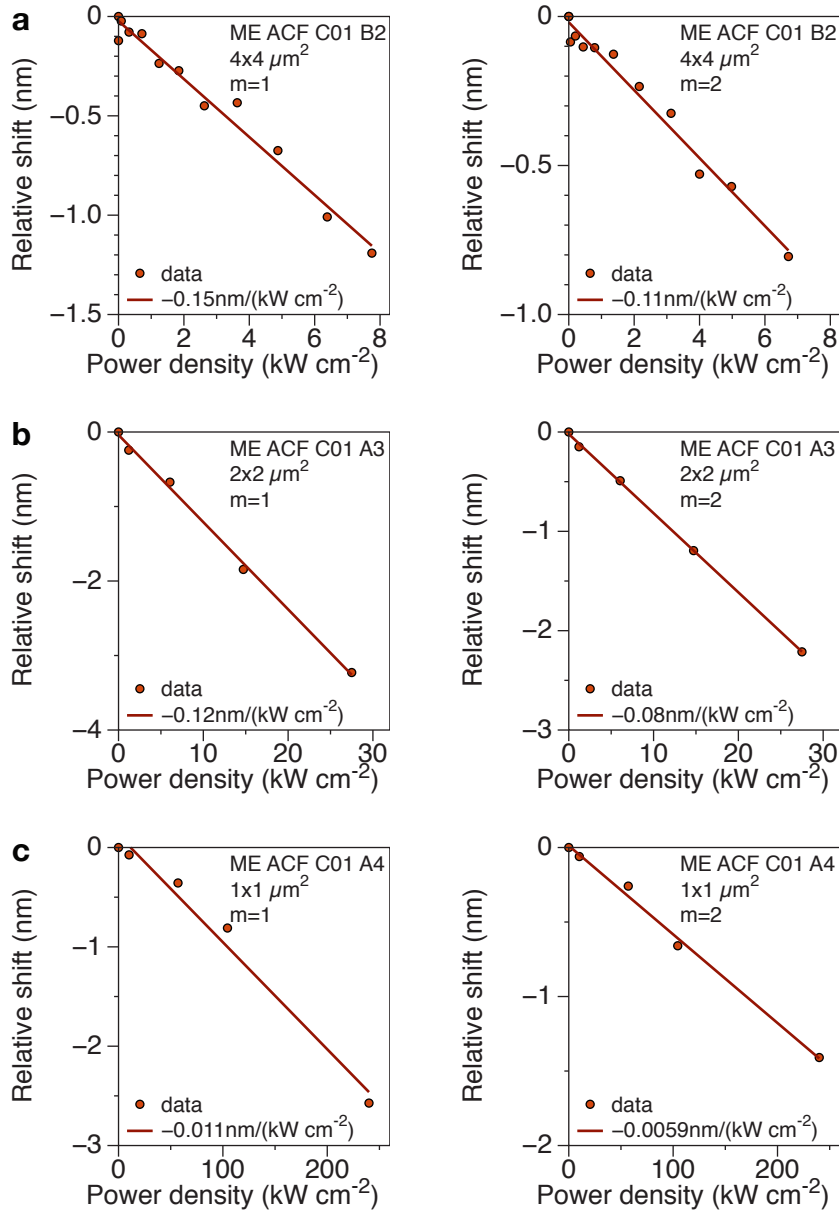 a
ME ACF C01 B2
4x4 µm2
m=1
0
−0.5
−1.0
−1.5
Relative shift (nm)
data
−0.15nm/(kW cm-2)
0 2 4 6 8
Power density (kW cm-2)
ME ACF C01 B2
4x4 µm2
m=2
0
−0.5
−1.0
Relative shift (nm)
data
−0.11nm/(kW cm-2)
0 2 4 6 8
Power density (kW cm-2)
b
ME ACF C01 A3
2x2 µm2
m=1
0
−2
−4
Relative shift (nm)
data
−0.12nm/(kW cm-2)
0 10 20 30
Power density (kW cm-2)
ME ACF C01 A3
2x2 µm2
m=2
0
−1
−2
−3
Relative shift (nm)
data
−0.08nm/(kW cm-2)
0 10 20 30
Power density (kW cm-2)
c
ME ACF C01 A4
1x1 µm2
m=1
0
−1
−2
−3
Relative shift (nm)
data
−0.011nm/(kW cm-2)
0 100 200
Power density (kW cm-2)
ME ACF C01 A4
1x1 µm2
m=2
0
−1
−2
Relative shift (nm)
data
−0.0059nm/(kW cm-2)
0 100 200
Power density (kW cm-2)